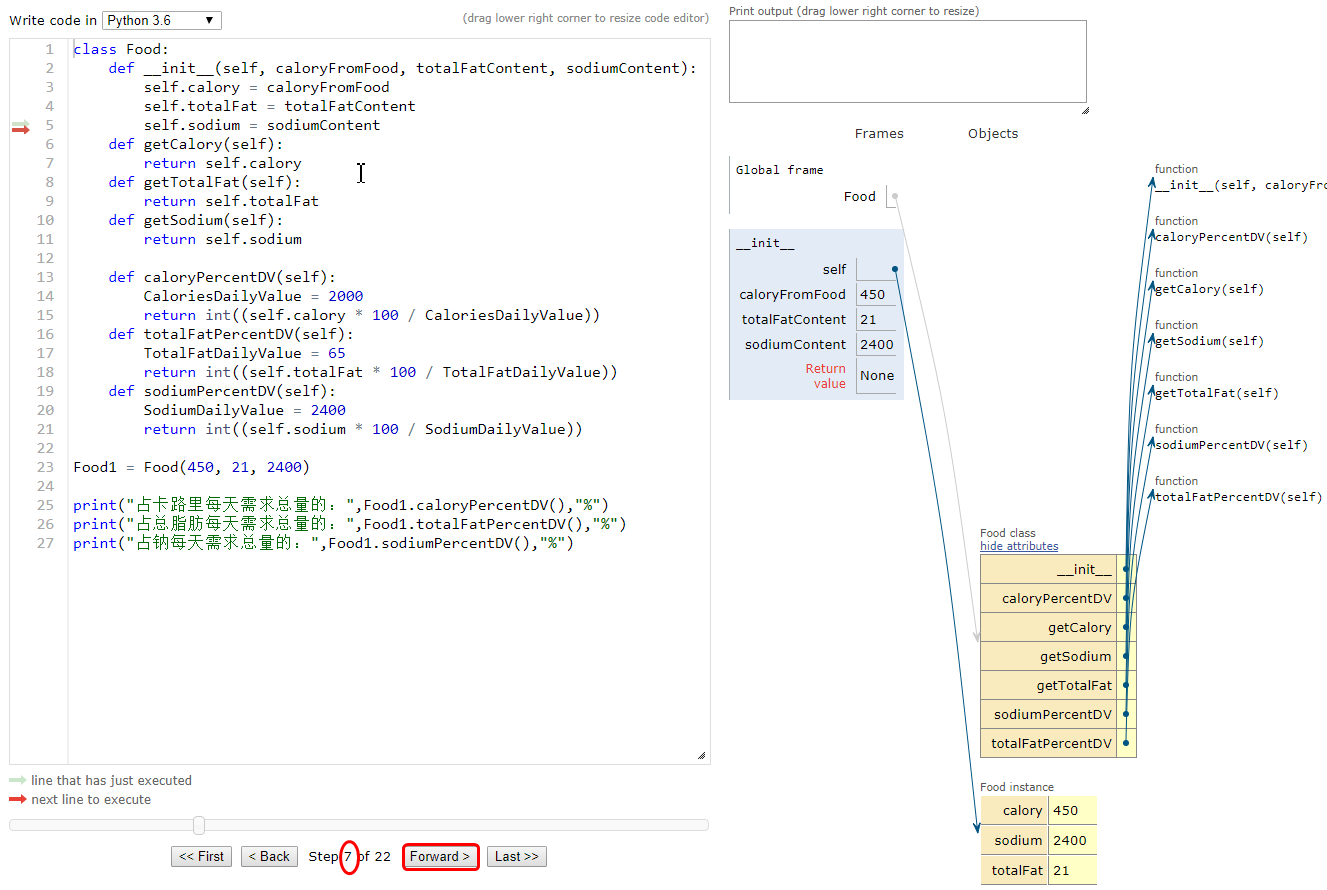 Write code in Python 3.6 ▼
(drag lower right corner to resize code editor)
1 class Food:
2     def __init__(self, caloryFromFood, totalFatContent, sodiumContent):
3         self.calory = caloryFromFood
4         self.totalFat = totalFatContent
5         self.sodium = sodiumContent
6     def getCalory(self):
7         return self.calory
8     def getTotalFat(self):
9         return self.totalFat
10     def getSodium(self):
11         return self.sodium
12
13     def caloryPercentDV(self):
14         CaloriesDailyValue = 2000
15         return int((self.calory * 100 / CaloriesDailyValue))
16     def totalFatPercentDV(self):
17         TotalFatDailyValue = 65
18         return int((self.totalFat * 100 / TotalFatDailyValue))
19     def sodiumPercentDV(self):
20         SodiumDailyValue = 2400
21         return int((self.sodium * 100 / SodiumDailyValue))
22
23 Food1 = Food(450, 21, 2400)
24
25 print("占卡路里每天需求总量的：",Food1.caloryPercentDV(),"%")
26 print("占总脂肪每天需求总量的：",Food1.totalFatPercentDV(),"%")
27 print("占钠每天需求总量的：",Food1.sodiumPercentDV(),"%")
line that has just executed
next line to execute
<< First
< Back
Step 7 of 22
Forward >
Last >>
Print output (drag lower right corner to resize)
Frames
Objects
Global frame
Food
__init__
self
caloryFromFood 450
totalFatContent 21
sodiumContent 2400
Return
value None
function
__init__(self, caloryFr
function
caloryPercentDV(self)
function
getCalory(self)
function
getSodium(self)
function
getTotalFat(self)
function
sodiumPercentDV(self)
function
totalFatPercentDV(self)
Food class
hide attributes
__init__
caloryPercentDV
getCalory
getSodium
getTotalFat
sodiumPercentDV
totalFatPercentDV
Food instance
calory 450
sodium 2400
totalFat 21